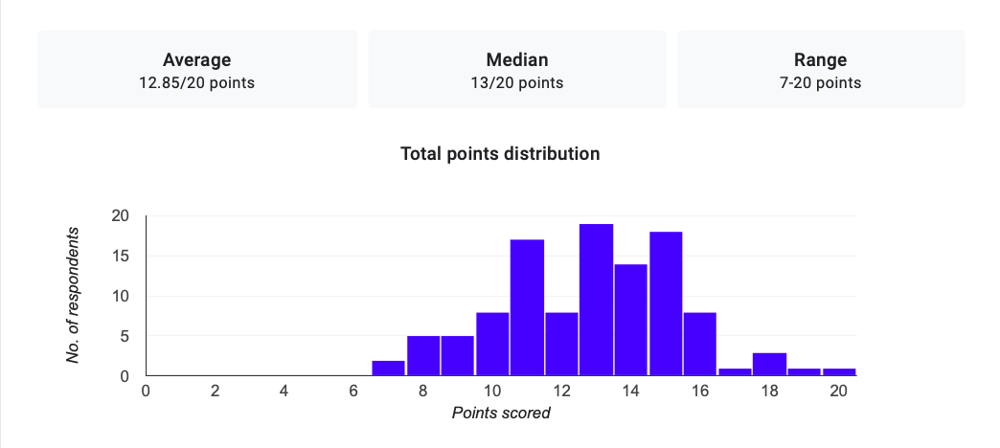 Average
12.85/20 points
Median
13/20 points
Range
7-20 points
Total points distribution
No. of respondents
20
15
10
5
0
0 2 4 6 8 10 12 14 16 18 20
Points scored